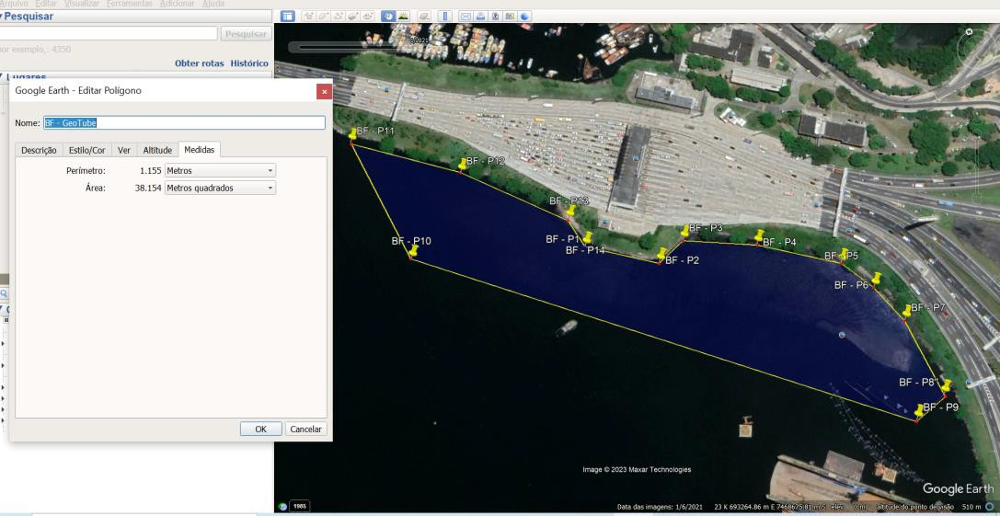 Arquivo Editar Visualizar Ferramentas Adicionar Ajuda
Pesquisar
Pesquisar
por exemplo,: 4350
Obter rotas Histórico
Lugares
Google Earth - Editar Polígono
Nome: BF - GeoTube
Descrição Estilo/Cor Ver Altitude Medidas
Perímetro: 1.155 Metros
Área: 38.154 Metros quadrados
OK Cancelar
BF - P11
BF - P12
BF - P13
BF - P1
BF - P14
BF - P10
BF - P3
BF - P2
BF - P4
BF - P5
BF - P6
BF - P7
BF - P8
BF - P9
Image © 2023 Maxar Technologies
Google Earth
1985
Data das imagens: 1/6/2021 23 K 693264.86 m E 7468675.81 m S elev 0 m altitude do ponto de visão 510 m